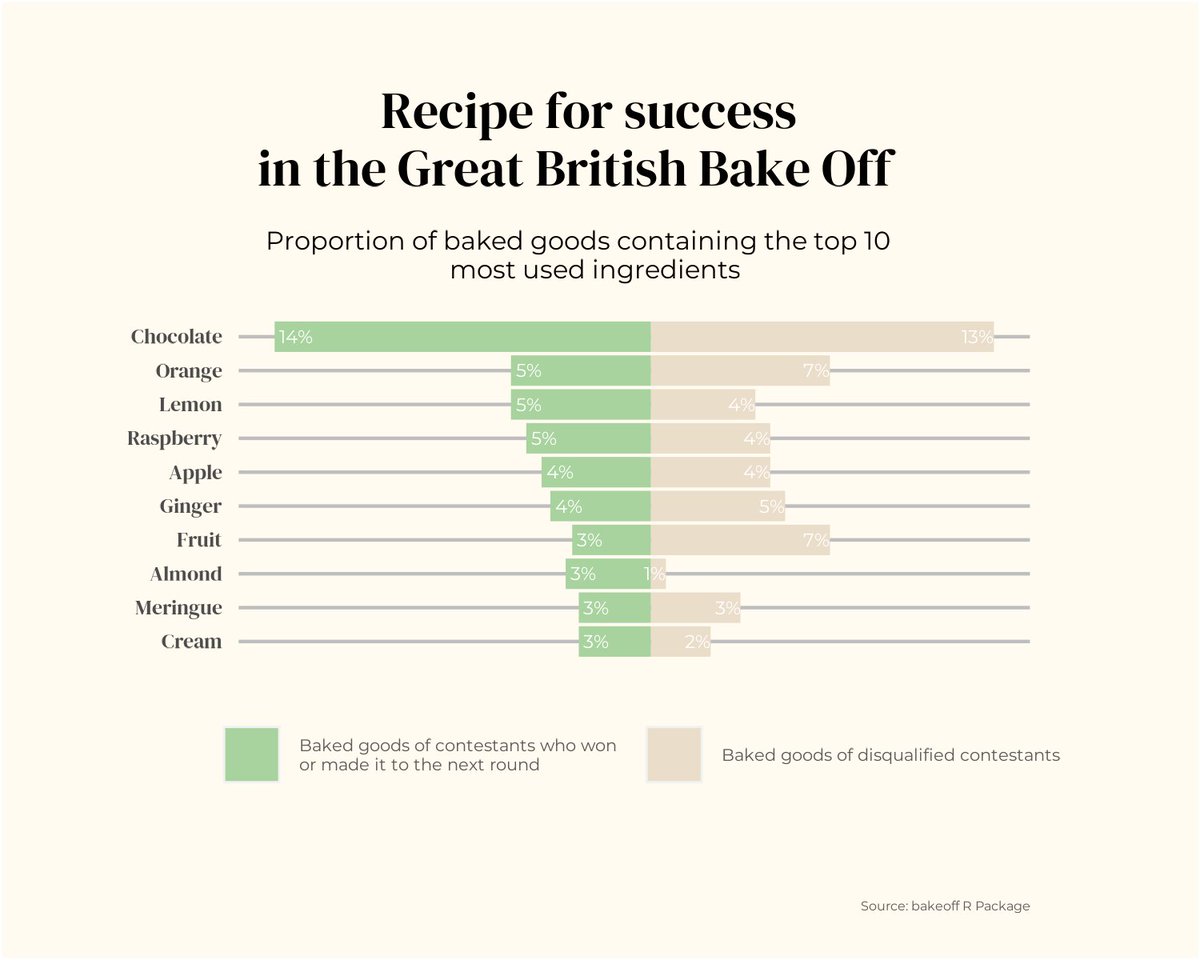 Recipe for success
in the Great British Bake Off
Proportion of baked goods containing the top 10
most used ingredients
Chocolate 14% 13%
Orange 5% 7%
Lemon 5% 4%
Raspberry 5% 4%
Apple 4% 4%
Ginger 4% 5%
Fruit 3% 7%
Almond 3% 1%
Meringue 3% 3%
Cream 3% 2%
Baked goods of contestants who won
or made it to the next round
Baked goods of disqualified contestants
Source: bakeoff R Package